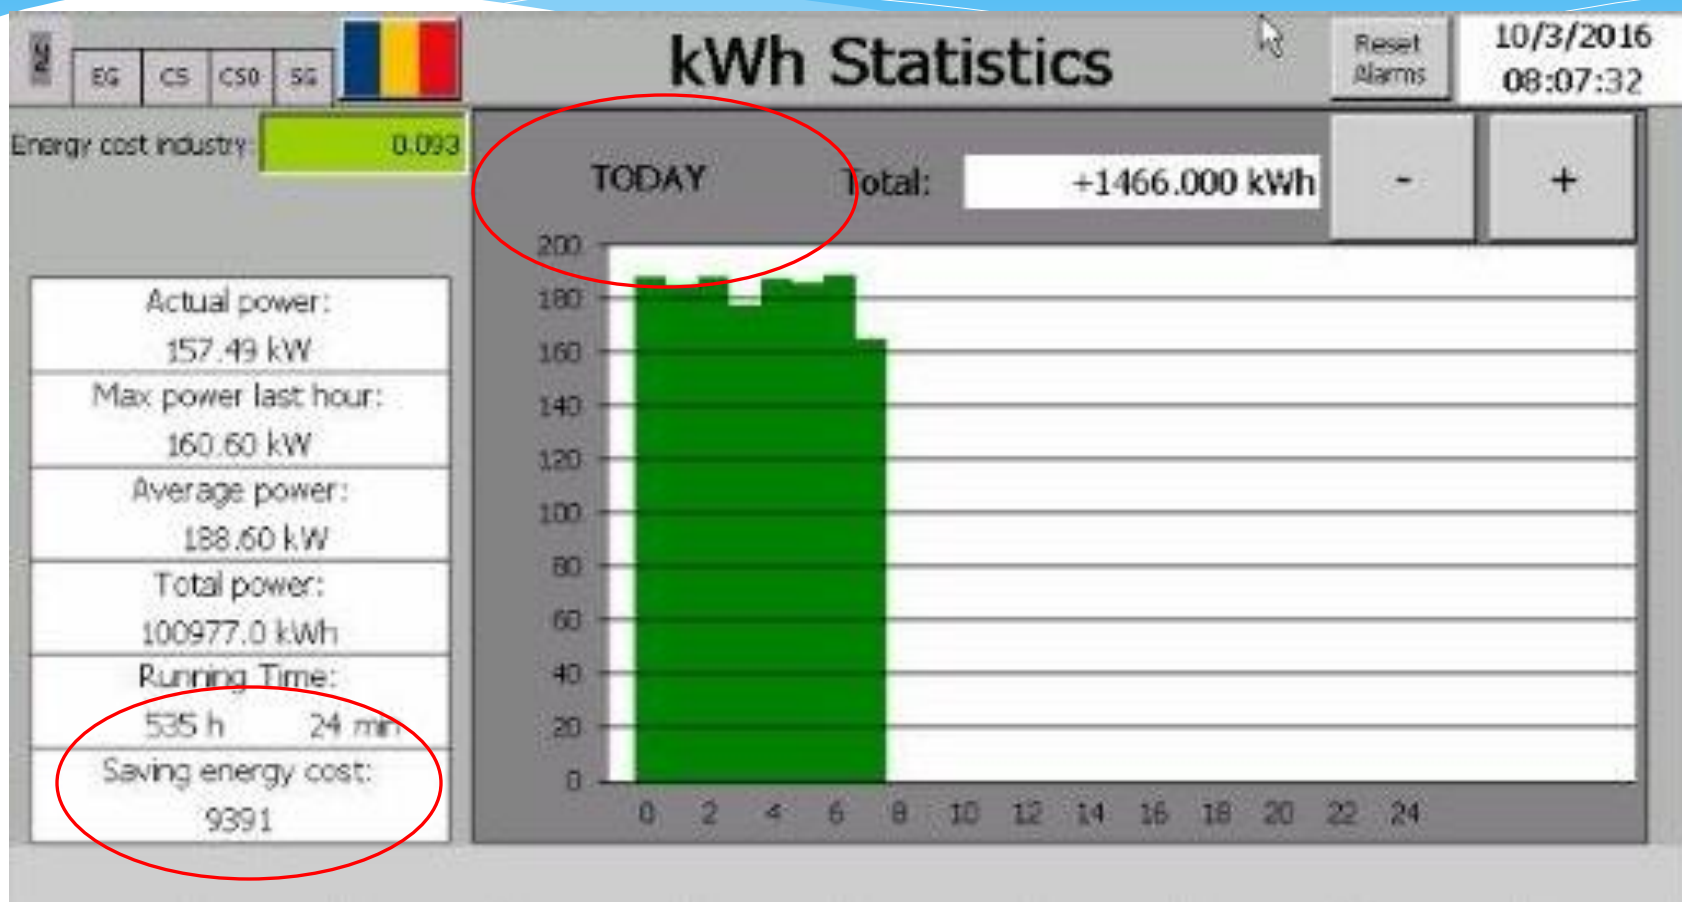 EG CS CS0 SG
kWh Statistics
Reset
Alarms
10/3/2016
08:07:32
Energy cost industry: 0.093
TODAY Total: +1466.000 kWh - +
Actual power:
157.49 kW
Max power last hour:
160.60 kW
Average power:
188.60 kW
Total power:
100977.0 kWh
Running Time:
535 h 24 min
Saving energy cost:
9391
200
180
160
140
120
100
80
60
40
20
0
0 2 4 6 8 10 12 14 16 18 20 22 24